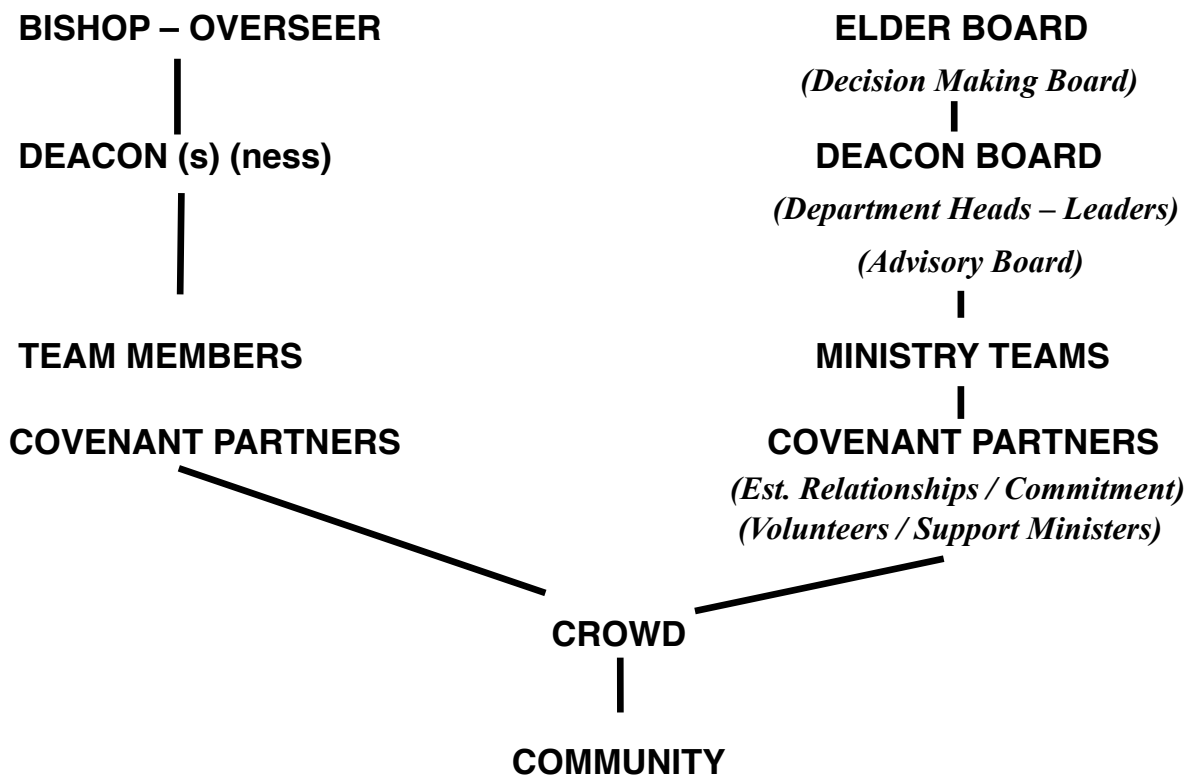 BISHOP – OVERSEER
ELDER BOARD
(Decision Making Board)
DEACON (s) (ness)
DEACON BOARD
(Department Heads – Leaders)
(Advisory Board)
TEAM MEMBERS
MINISTRY TEAMS
COVENANT PARTNERS
COVENANT PARTNERS
(Est. Relationships / Commitment)
(Volunteers / Support Ministers)
CROWD
COMMUNITY